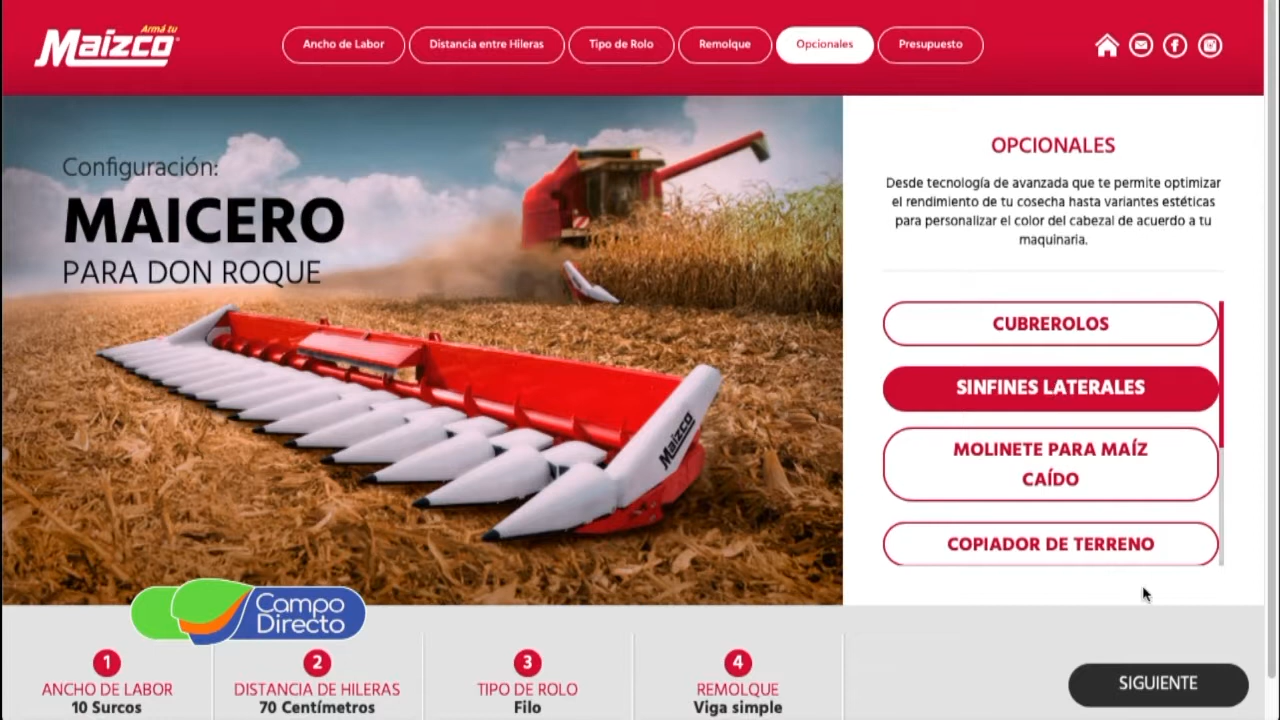 Armá tu
Maizco
Ancho de Labor
Distancia entre Hileras
Tipo de Rolo
Remolque
Opcionales
Presupuesto
Configuración:
MAICERO
PARA DON ROQUE
Maizco
OPCIONALES
Desde tecnología de avanzada que te permite optimizar
el rendimiento de tu cosecha hasta variantes estéticas
para personalizar el color del cabezal de acuerdo a tu
maquinaria.
CUBREROLOS
SINFINES LATERALES
MOLINETE PARA MAÍZ
CAÍDO
COPIADOR DE TERRENO
Campo
Directo
1
ANCHO DE LABOR
10 Surcos
2
DISTANCIA DE HILERAS
70 Centímetros
3
TIPO DE ROLO
Filo
4
REMOLQUE
Viga simple
SIGUIENTE